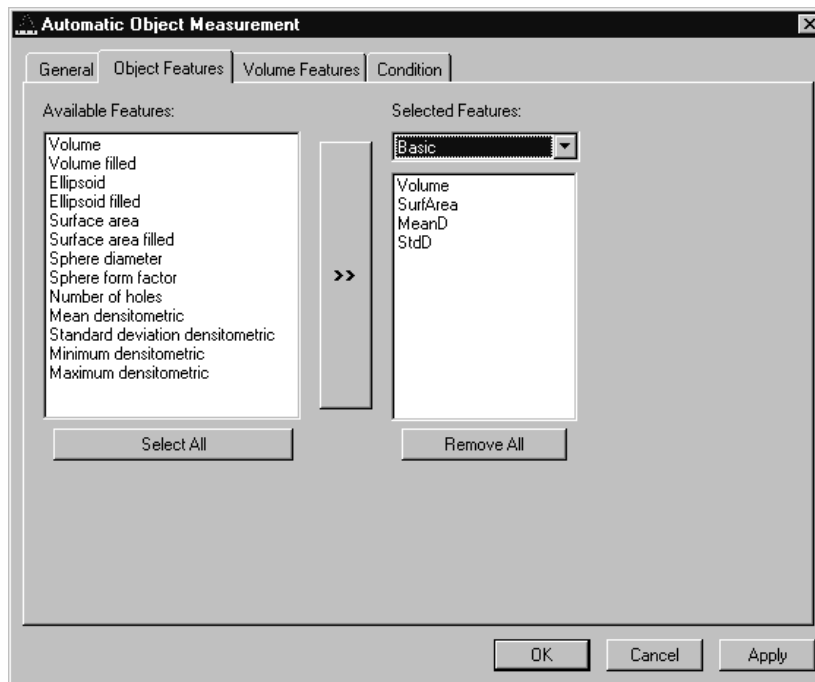 Automatic Object Measurement
General
Object Features
Volume Features
Condition
Available Features:
Volume
Volume filled
Ellipsoid
Ellipsoid filled
Surface area
Surface area filled
Sphere diameter
Sphere form factor
Number of holes
Mean densitometric
Standard deviation densitometric
Minimum densitometric
Maximum densitometric
Select All
>>
Selected Features:
Basic
Volume
SurfArea
MeanD
StdD
Remove All
OK
Cancel
Apply